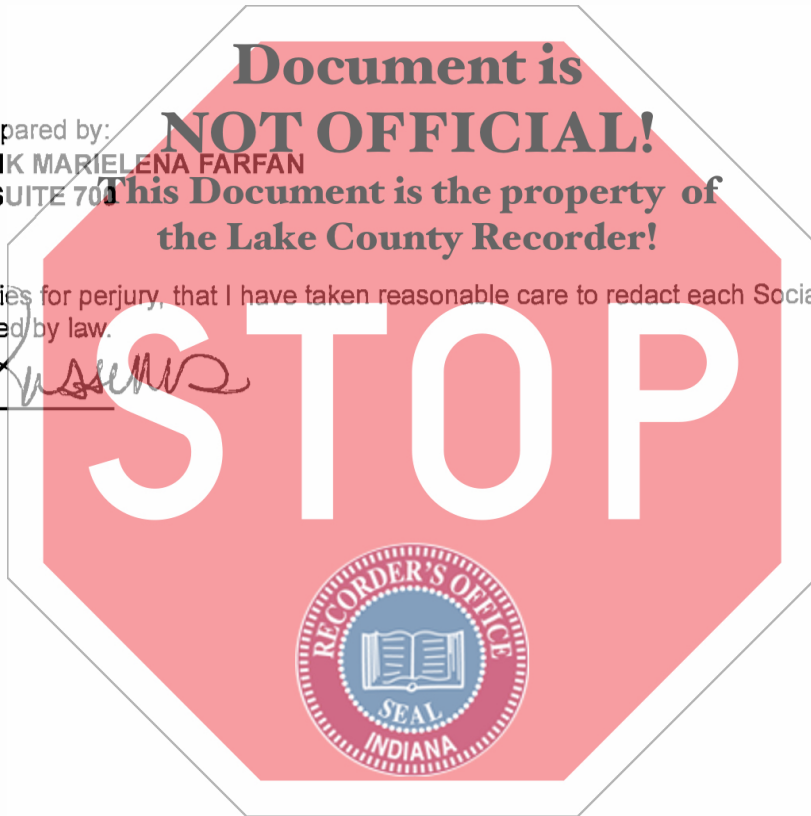 Document is
NOT OFFICIAL!
pared by:
K MARIELENA FARFAN
SUITE 700
This Document is the property of
the Lake County Recorder!
ies for perjury, that I have taken reasonable care to redact each Socia
ed by law.
STOP
RECORDER'S OFFICE
SEAL
INDIANA